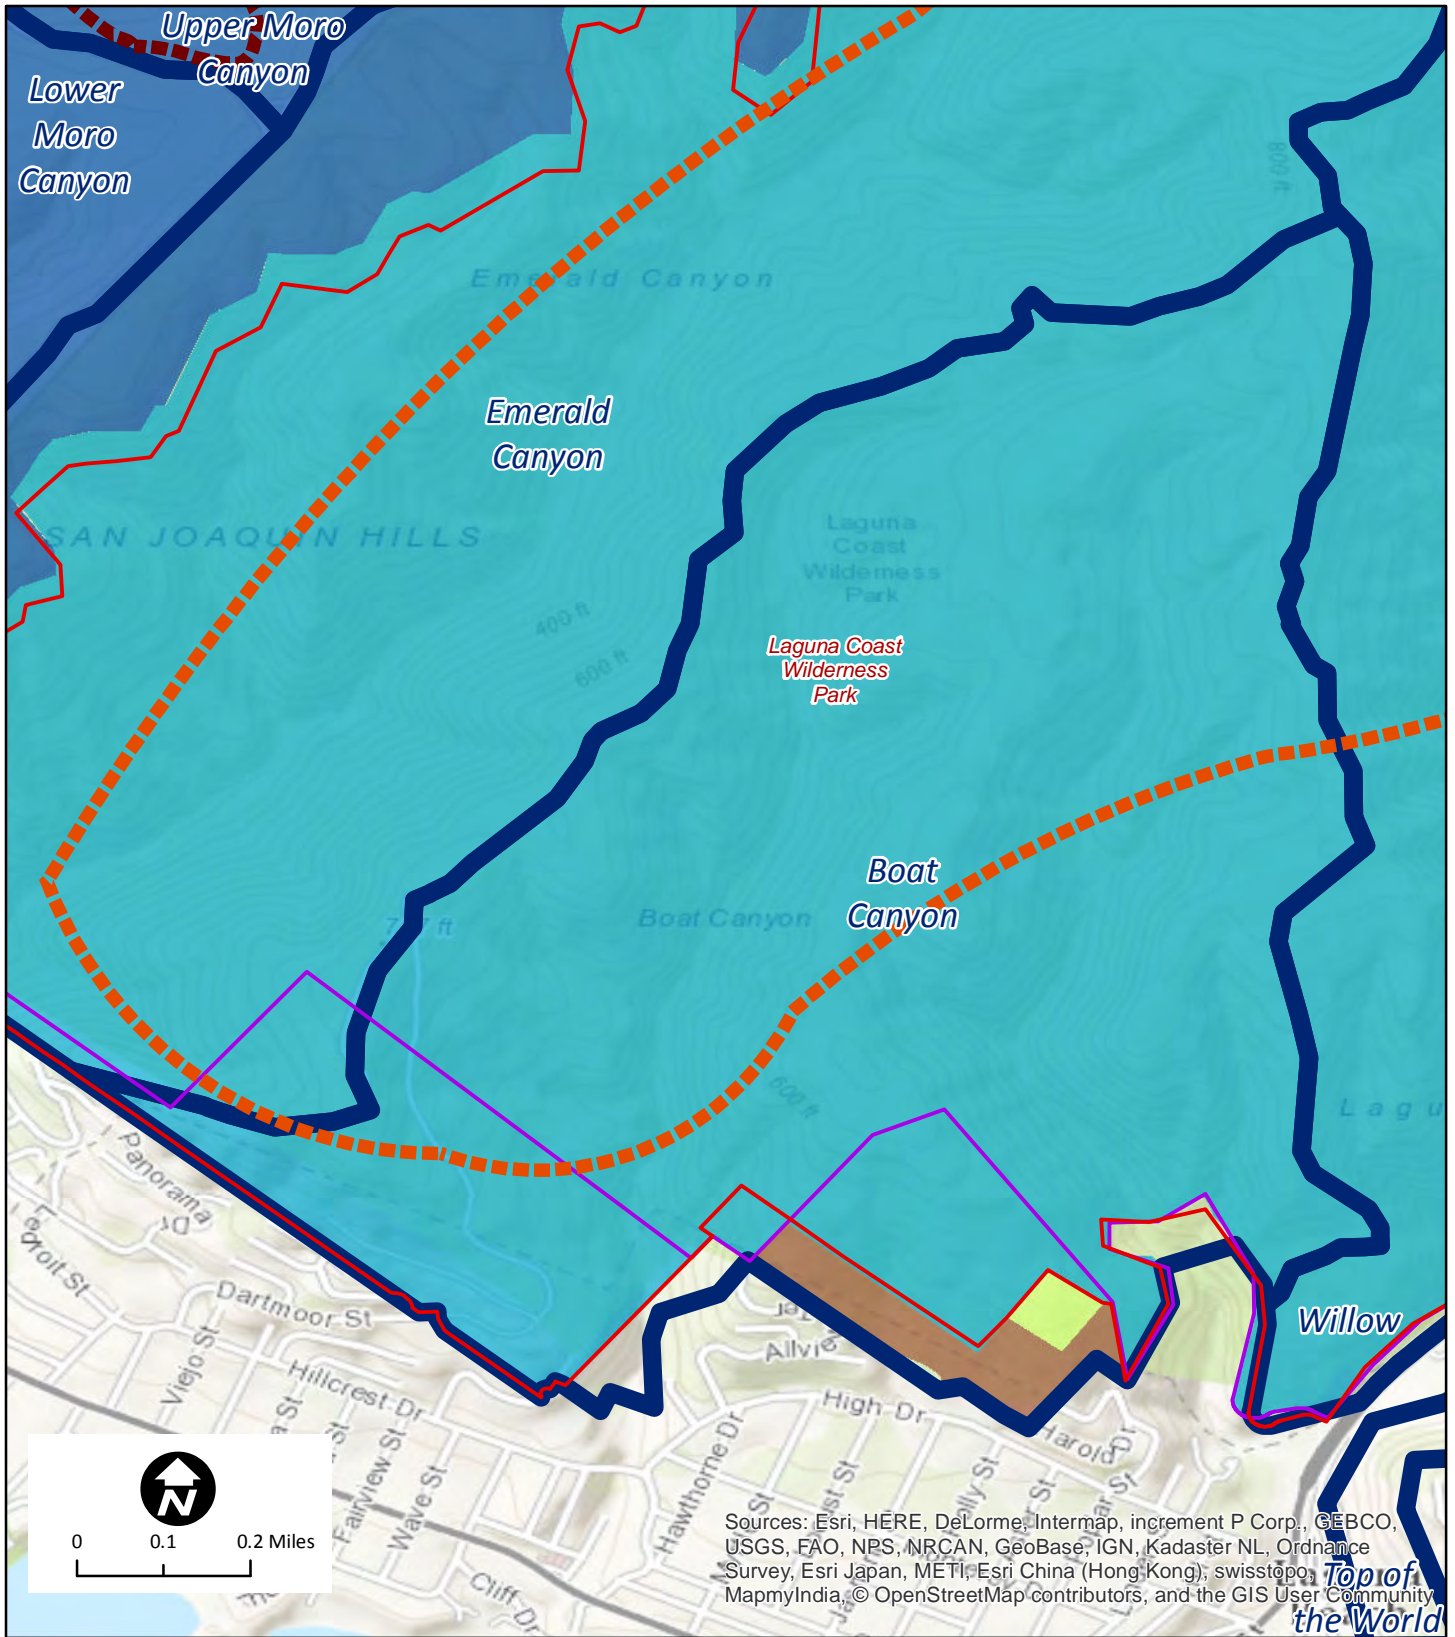 Upper Moro
Canyon
Lower
Moro
Canyon
800 ft
Emerald Canyon
Emerald
Canyon
SAN JOAQUIN HILLS
Laguna
Coast
Wilderness
Park
400 ft
600 ft
Laguna Coast
Wilderness
Park
Boat
Canyon
Boat Canyon
ft
600 ft
Lagu
Panorama
Dr
Ledroit St
Dartmoor St
Viejo St
Hillcrest Dr
Fairview St
Wave St
Hawthorne Dr
Ter
High Dr
Harold Dr
Cliff Dr
Willow
N
0 0.1 0.2 Miles
Sources: Esri, HERE, DeLorme, Intermap, increment P Corp., GEBCO,
USGS, FAO, NPS, NRCAN, GeoBase, IGN, Kadaster NL, Ordnance
Survey, Esri Japan, METI, Esri China (Hong Kong), swisstopo,
MapmyIndia, © OpenStreetMap contributors, and the GIS User Community
Top of
the World